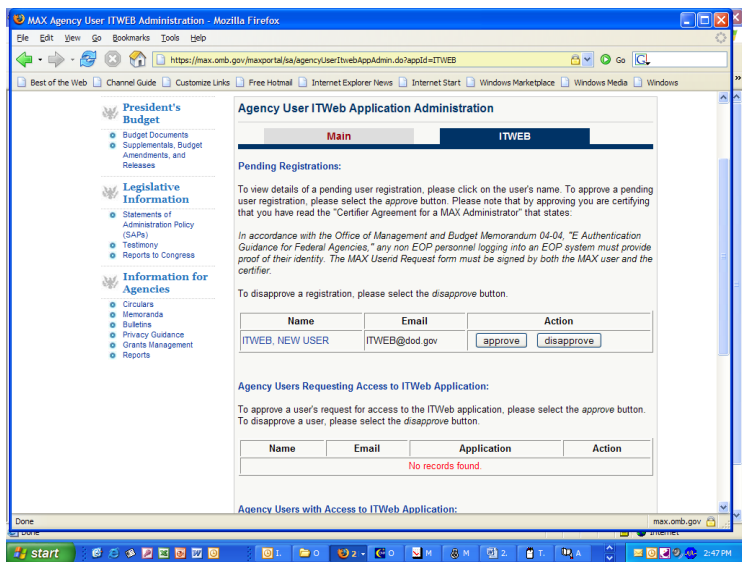 MAX Agency User ITWEB Administration - Mozilla Firefox
File Edit View Go Bookmarks Tools Help
https://max.omb.gov/maxportal/sa/agencyUserItwebAppAdmin.do?appId=ITWEB
Go
Best of the Web Channel Guide Customize Links Free Hotmail Internet Explorer News Internet Start Windows Marketplace Windows Media Windows
President's
Budget
Budget Documents
Supplementals, Budget
Amendments, and
Releases
Legislative
Information
Statements of
Administration Policy
(SAPs)
Testimony
Reports to Congress
Information for
Agencies
Circulars
Memoranda
Bulletins
Privacy Guidance
Grants Management
Reports
Agency User ITWeb Application Administration
Main ITWEB
Pending Registrations:
To view details of a pending user registration, please click on the user's name. To approve a pending
user registration, please select the approve button. Please note that by approving you are certifying
that you have read the "Certifier Agreement for a MAX Administrator" that states:
In accordance with the Office of Management and Budget Memorandum 04-04, "E Authentication
Guidance for Federal Agencies," any non EOP personnel logging into an EOP system must provide
proof of their identity. The MAX Userid Request form must be signed by both the MAX user and the
certifier.
To disapprove a registration, please select the disapprove button.
Name Email Action
ITWEB, NEW USER ITWEB@dod.gov approve disapprove
Agency Users Requesting Access to ITWeb Application:
To approve a user's request for access to the ITWeb application, please select the approve button.
To disapprove a user, please select the disapprove button.
Name Email Application Action
No records found.
Agency Users with Access to ITWeb Application:
Done max.omb.gov
Internet
start I. O 2 O M M 2. T. A 2:47 PM